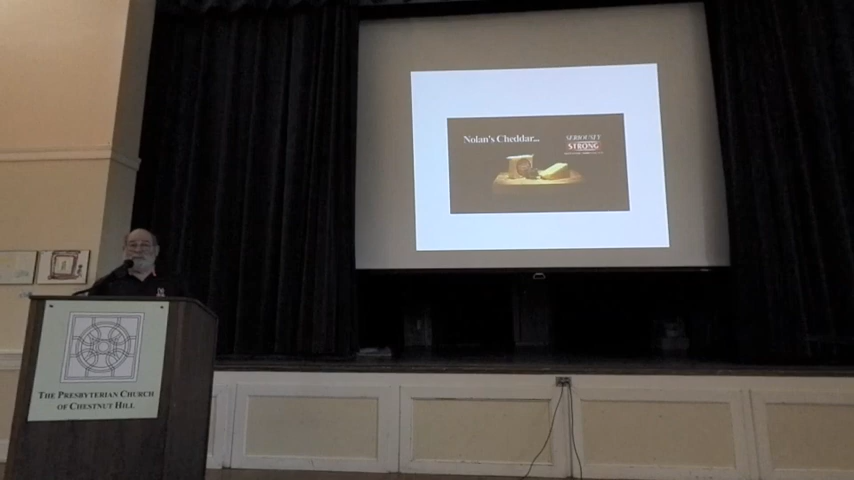 Nolan's Cheddar...
SERIOUSLY
STRONG
THE PRESBYTERIAN CHURCH
OF CHESTNUT HILL